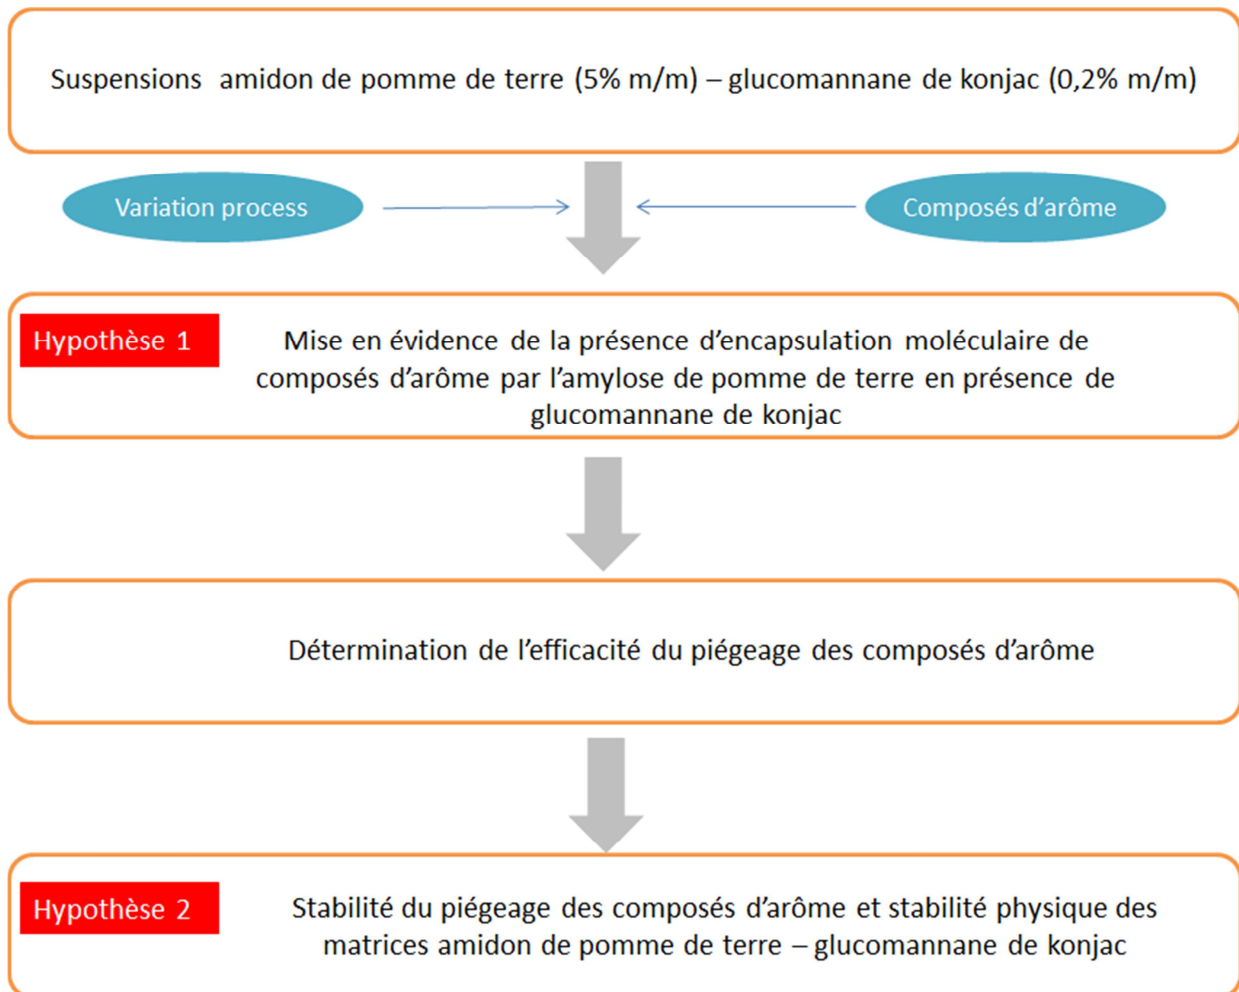 Suspensions amidon de pomme de terre (5% m/m) – glucomannane de konjac (0,2% m/m)
Variation process
Composés d'arôme
Hypothèse 1
Mise en évidence de la présence d'encapsulation moléculaire de
composés d'arôme par l'amylose de pomme de terre en présence de
glucomannane de konjac
Détermination de l'efficacité du piégeage des composés d'arôme
Hypothèse 2
Stabilité du piégeage des composés d'arôme et stabilité physique des
matrices amidon de pomme de terre – glucomannane de konjac